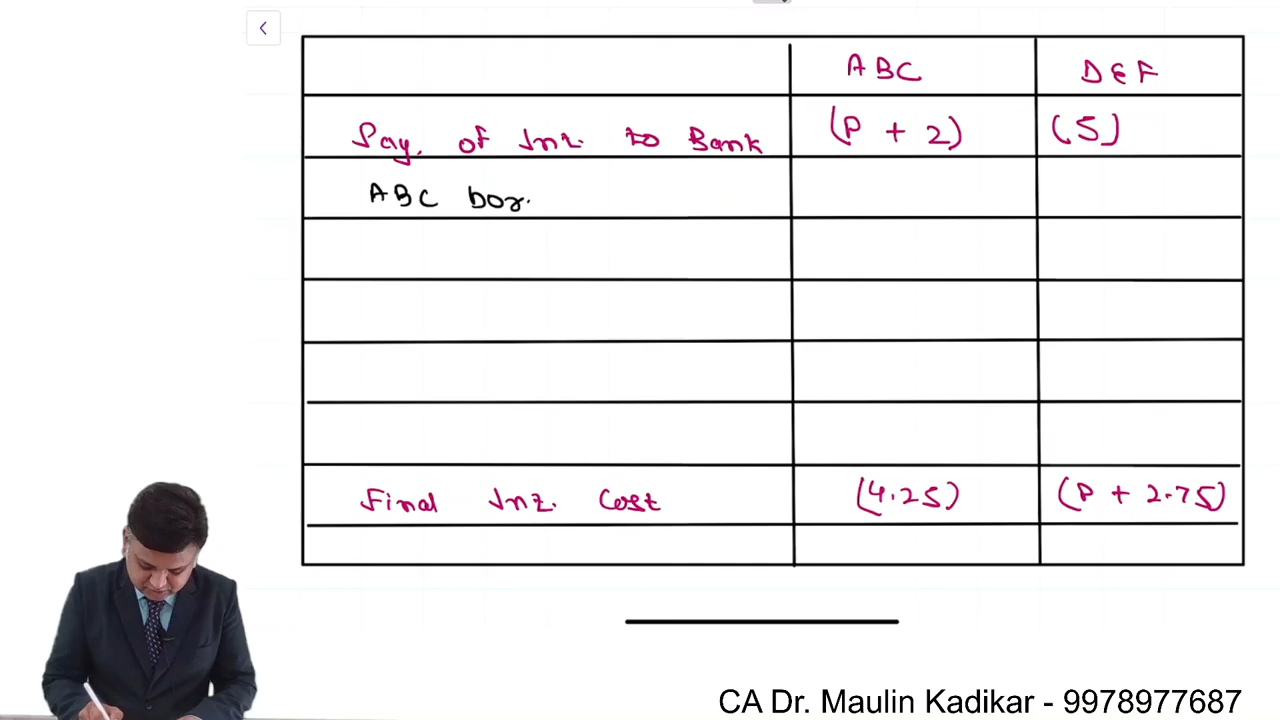 ABC DEF
Pay. of Int. to Bank (P + 2) (5)
ABC bor.
Final Int. Cost (4.25) (P + 2.75)
CA Dr. Maulin Kadikar - 9978977687